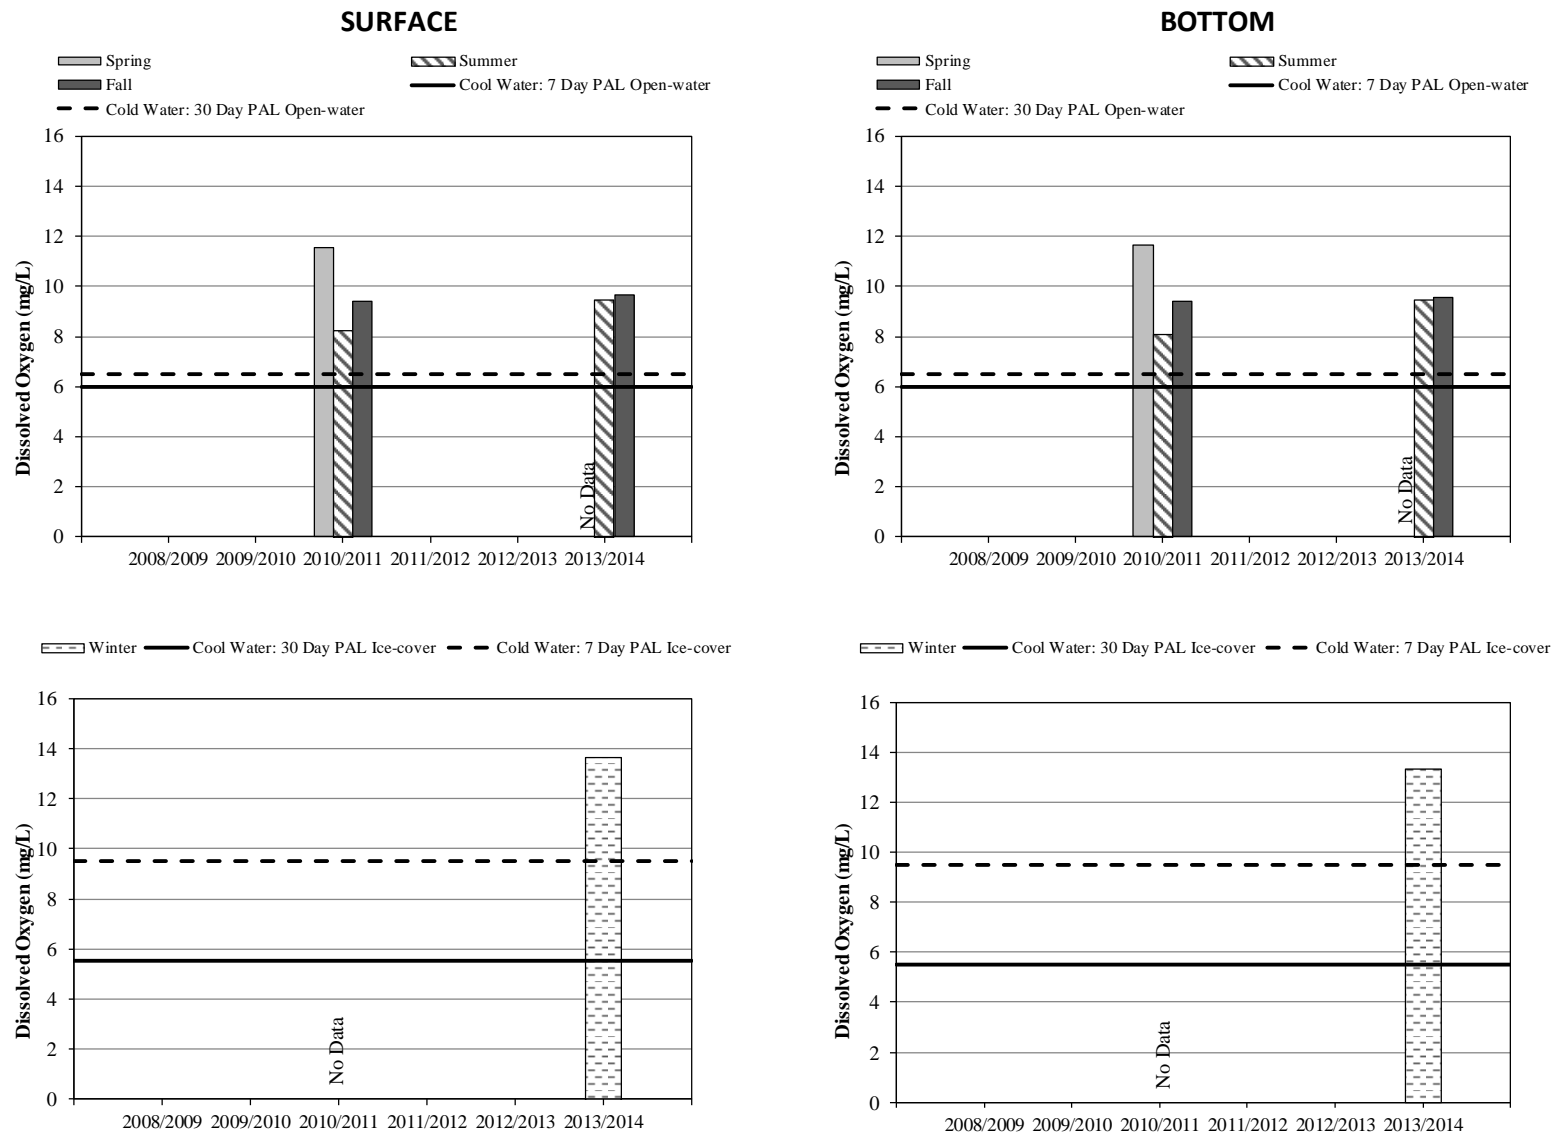 SURFACE
Spring
Summer
Fall
Cool Water: 7 Day PAL Open-water
Cold Water: 30 Day PAL Open-water
Dissolved Oxygen (mg/L)
16
14
12
10
8
6
4
2
0
No Data
2008/2009 2009/2010 2010/2011 2011/2012 2012/2013 2013/2014
BOTTOM
Spring
Summer
Fall
Cool Water: 7 Day PAL Open-water
Cold Water: 30 Day PAL Open-water
Dissolved Oxygen (mg/L)
16
14
12
10
8
6
4
2
0
No Data
2008/2009 2009/2010 2010/2011 2011/2012 2012/2013 2013/2014
Winter Cool Water: 30 Day PAL Ice-cover Cold Water: 7 Day PAL Ice-cover
Dissolved Oxygen (mg/L)
16
14
12
10
8
6
4
2
0
No Data
2008/2009 2009/2010 2010/2011 2011/2012 2012/2013 2013/2014
Winter Cool Water: 30 Day PAL Ice-cover Cold Water: 7 Day PAL Ice-cover
Dissolved Oxygen (mg/L)
16
14
12
10
8
6
4
2
0
No Data
2008/2009 2009/2010 2010/2011 2011/2012 2012/2013 2013/2014